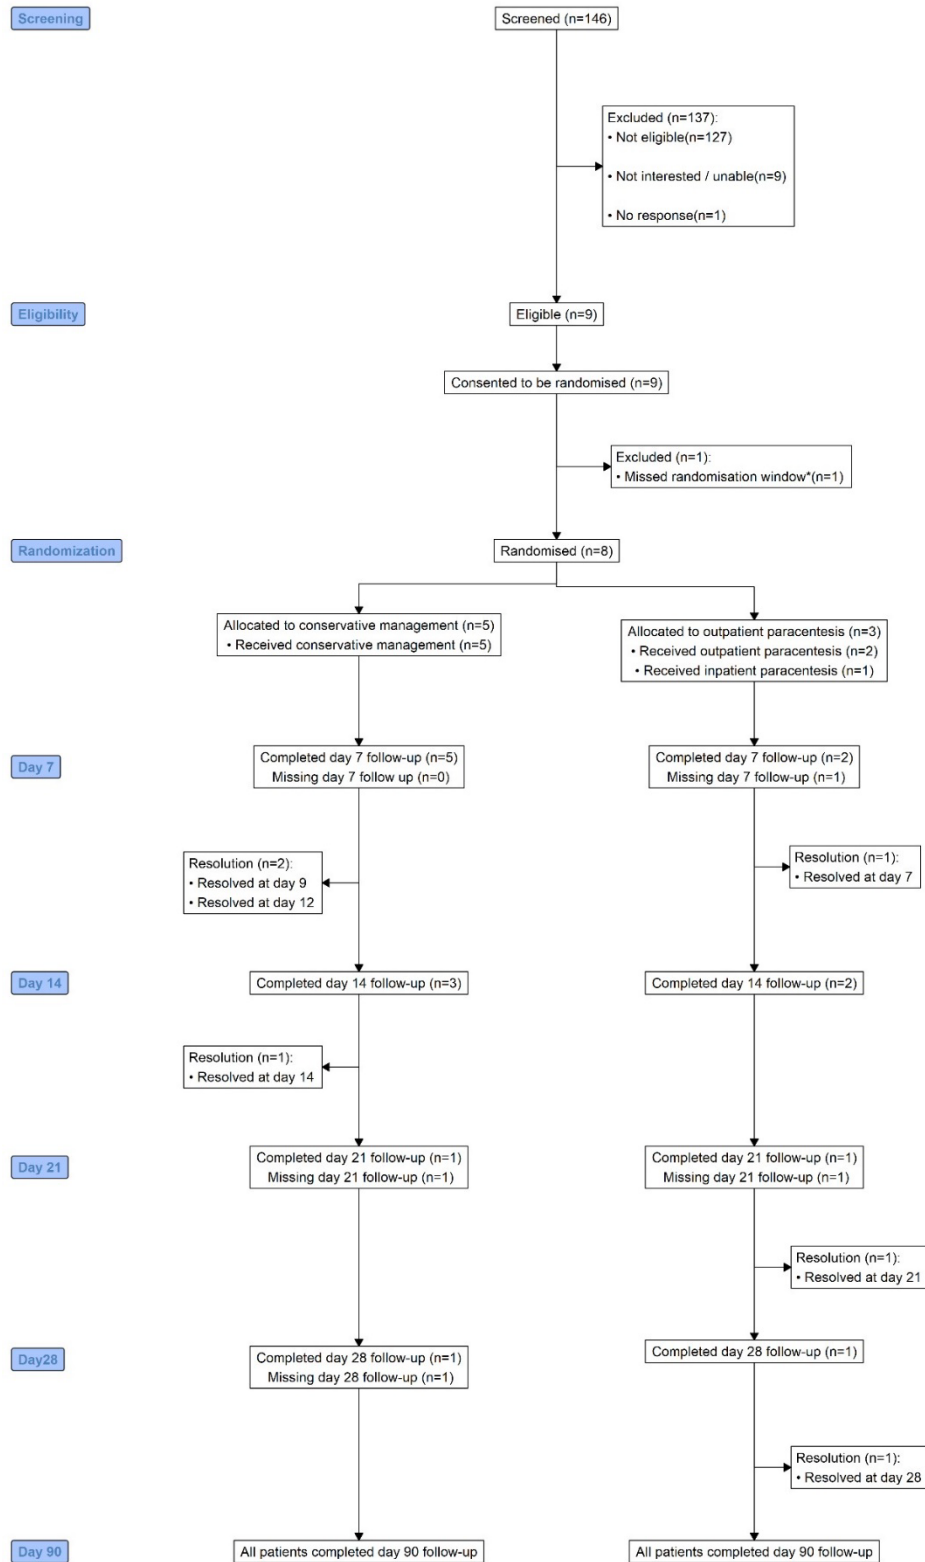 Screening
Screened (n=146)
Excluded (n=137):
• Not eligible(n=127)
• Not interested / unable(n=9)
• No response(n=1)
Eligibility
Eligible (n=9)
Consented to be randomised (n=9)
Excluded (n=1):
• Missed randomisation window*(n=1)
Randomization
Randomised (n=8)
Allocated to conservative management (n=5)
• Received conservative management (n=5)
Allocated to outpatient paracentesis (n=3)
• Received outpatient paracentesis (n=2)
• Received inpatient paracentesis (n=1)
Day 7
Completed day 7 follow-up (n=5)
Missing day 7 follow up (n=0)
Completed day 7 follow-up (n=2)
Missing day 7 follow-up (n=1)
Resolution (n=2):
• Resolved at day 9
• Resolved at day 12
Resolution (n=1):
• Resolved at day 7
Day 14
Completed day 14 follow-up (n=3)
Completed day 14 follow-up (n=2)
Resolution (n=1):
• Resolved at day 14
Day 21
Completed day 21 follow-up (n=1)
Missing day 21 follow-up (n=1)
Completed day 21 follow-up (n=1)
Missing day 21 follow-up (n=1)
Resolution (n=1):
• Resolved at day 21
Day28
Completed day 28 follow-up (n=1)
Missing day 28 follow-up (n=1)
Completed day 28 follow-up (n=1)
Resolution (n=1):
• Resolved at day 28
Day 90
All patients completed day 90 follow-up
All patients completed day 90 follow-up